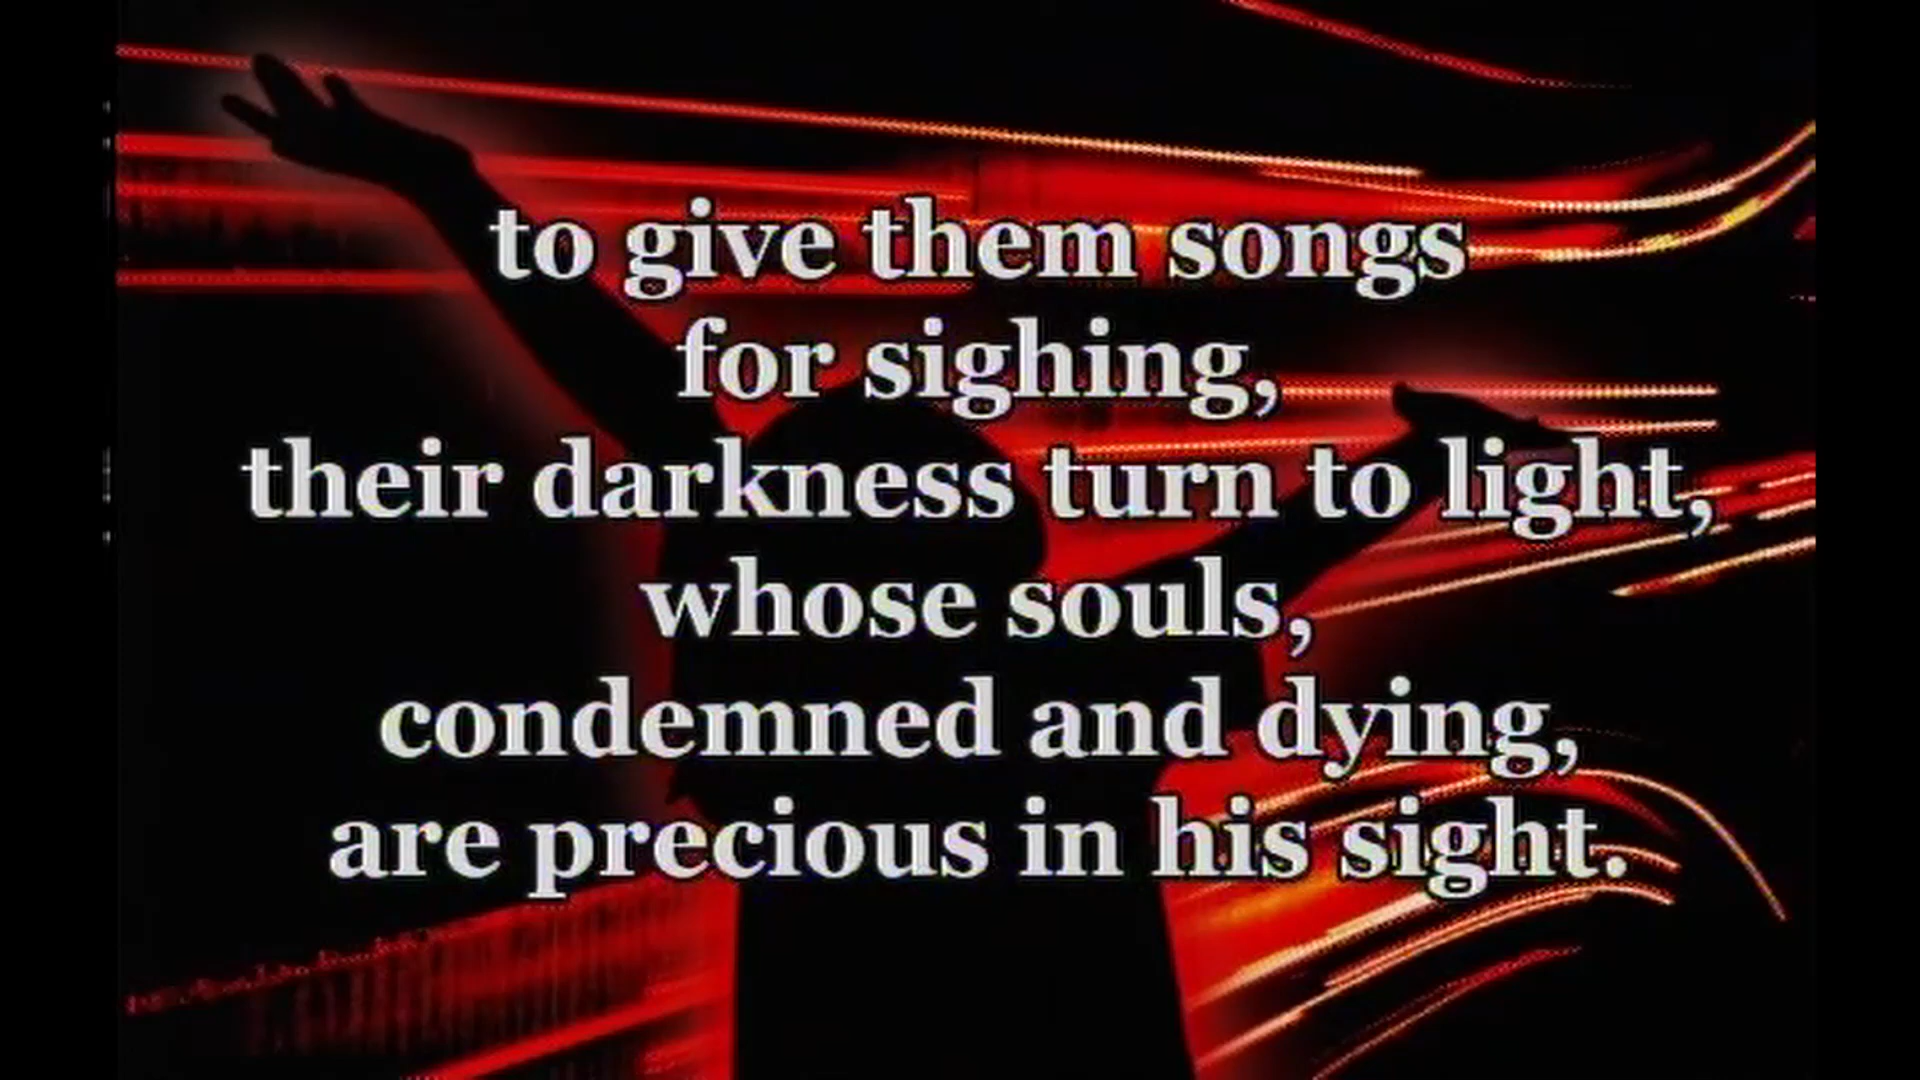 to give them songs
for sighing,
their darkness turn to light,
whose souls,
condemned and dying,
are precious in his sight.